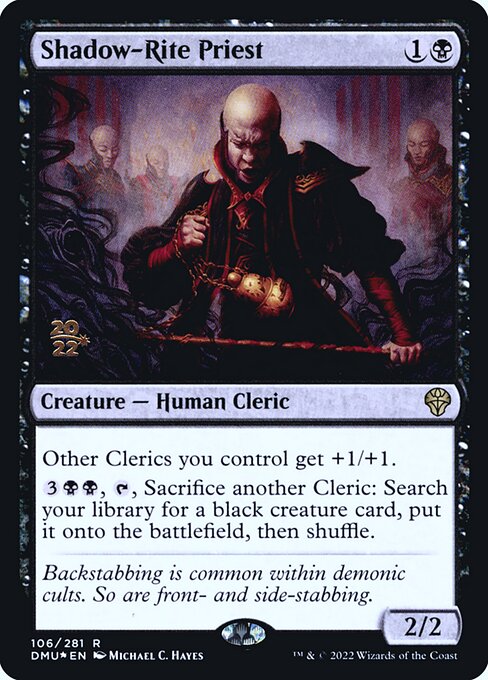 Shadow-Rite Priest 1
20
22
Creature — Human Cleric
Other Clerics you control get +1/+1.
3, , Sacrifice another Cleric: Search
your library for a black creature card, put
it onto the battlefield, then shuffle.
Backstabbing is common within demonic
cults. So are front- and side-stabbing.
2/2
106/281 R
DMU★EN Michael C. Hayes
™ & © 2022 Wizards of the Coast